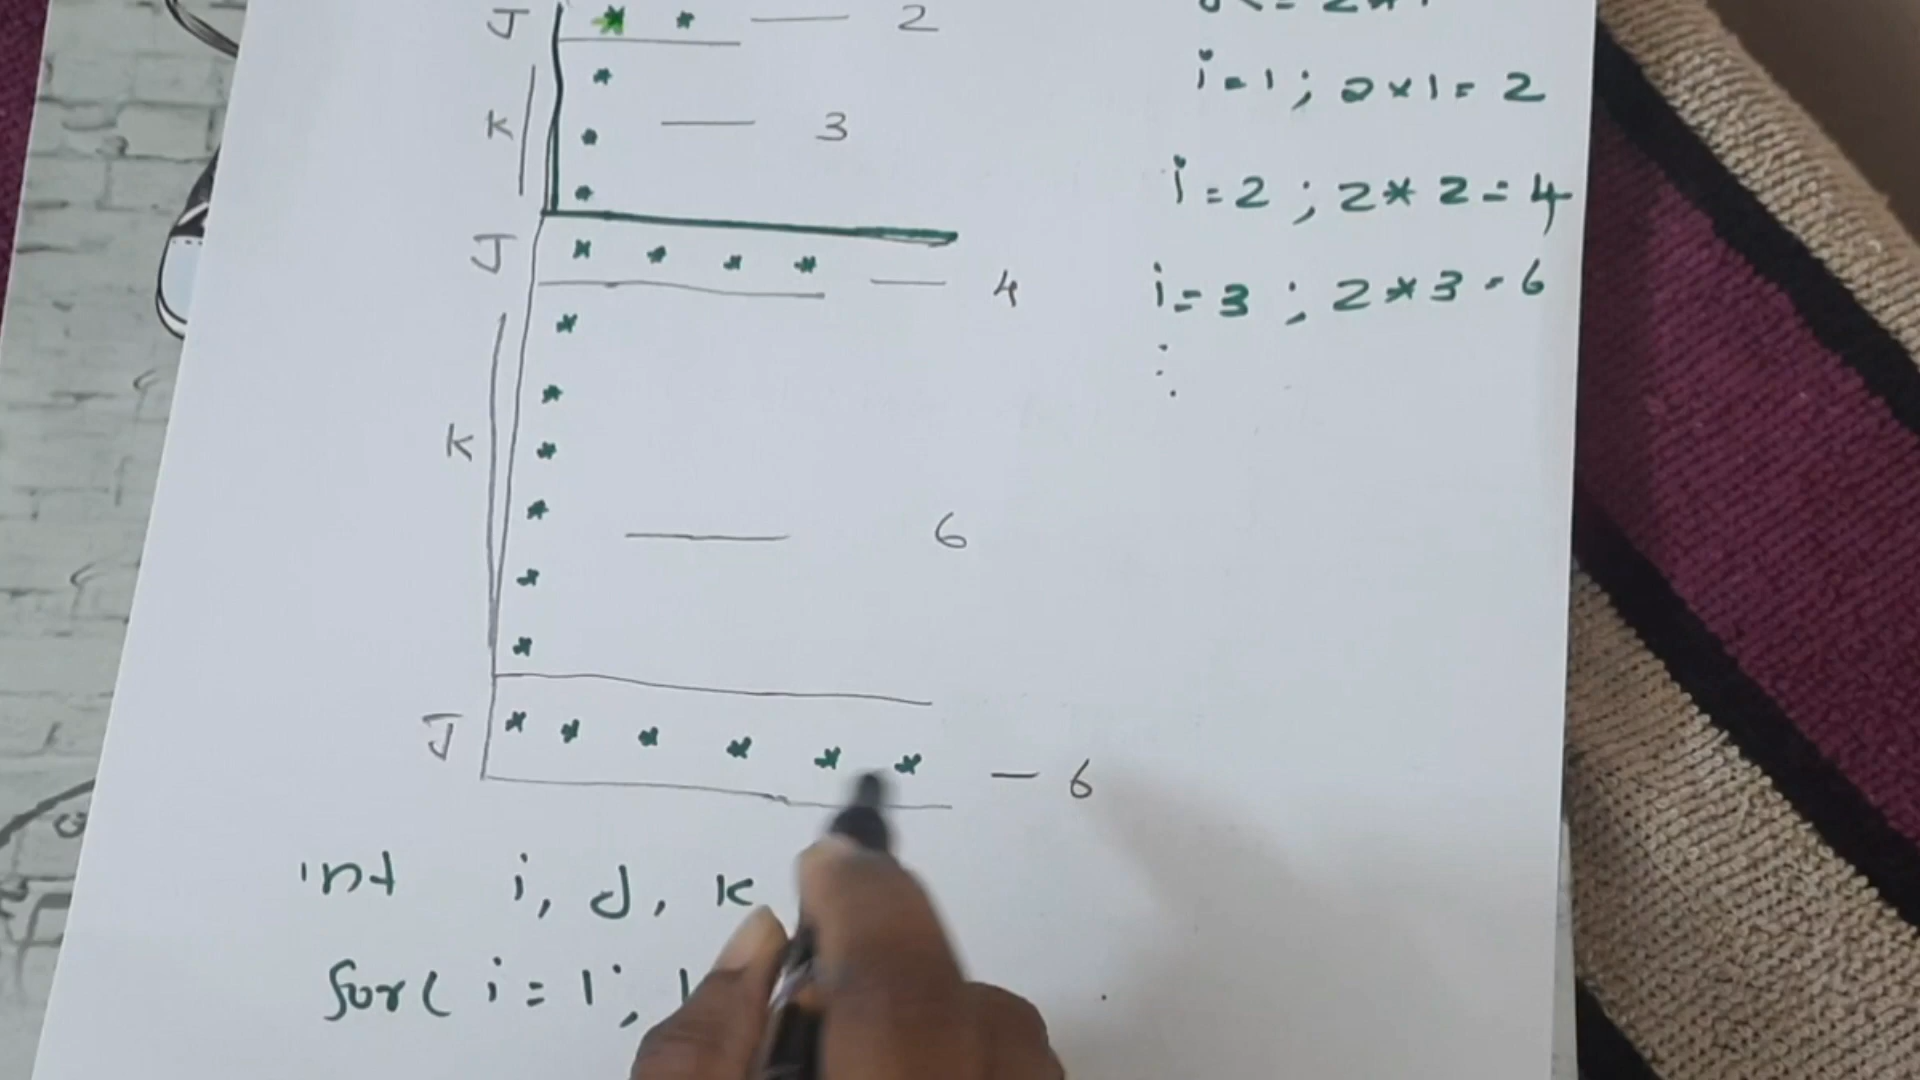 J * * — 2
*
K * — 3
*
J * * * * — 4
*
*
K *
* — 6
*
*
J * * * * * * — 6
int i, J, K
for( i = 1;
i=1; 2*1= 2
i=2; 2*2=4
i=3; 2*3=6
⋮